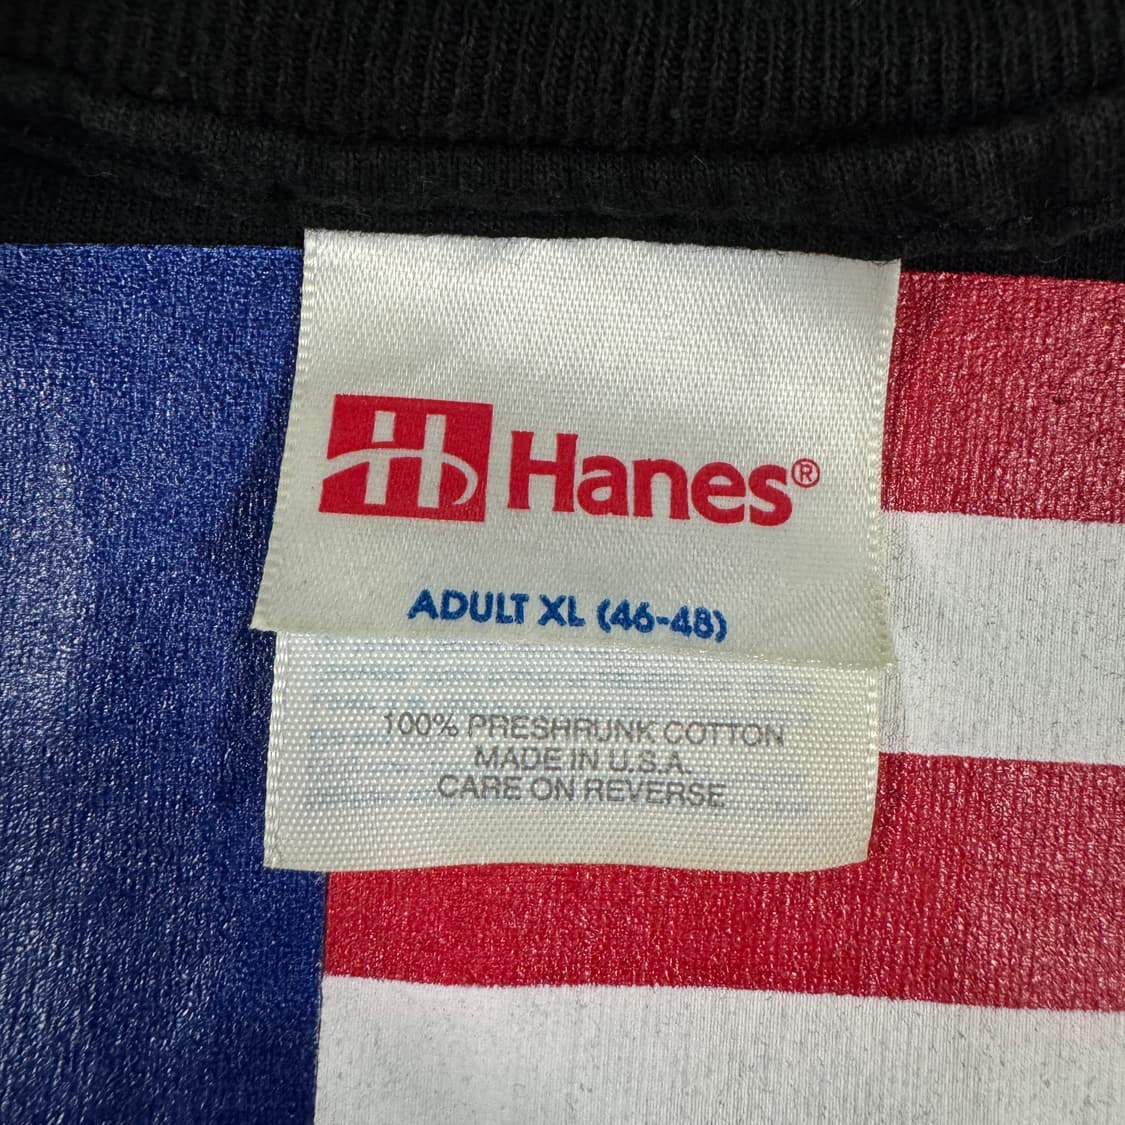 H Hanes®
ADULT XL (46-48)
100% PRESHRUNK COTTON
MADE IN U.S.A.
CARE ON REVERSE